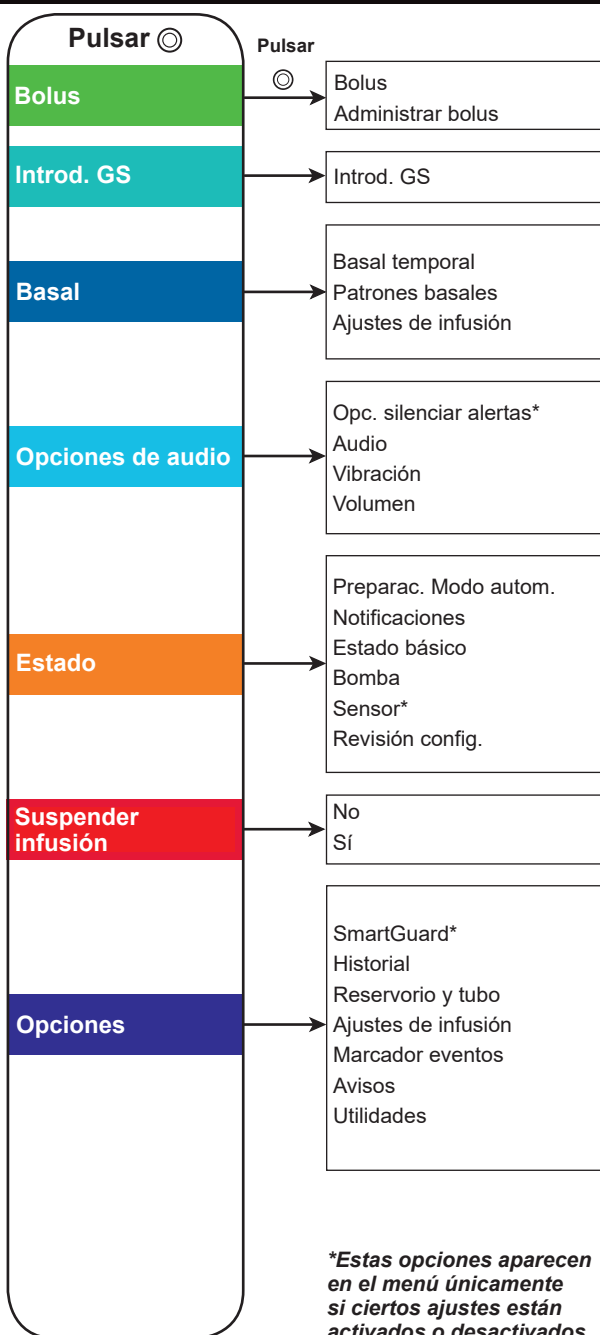 Pulsar
Pulsar
Bolus
Bolus
Administrar bolus
Introd. GS
Introd. GS
Basal
Basal temporal
Patrones basales
Ajustes de infusión
Opciones de audio
Opc. silenciar alertas*
Audio
Vibración
Volumen
Estado
Preparac. Modo autom.
Notificaciones
Estado básico
Bomba
Sensor*
Revisión config.
Suspender
infusión
No
Sí
Opciones
SmartGuard*
Historial
Reservorio y tubo
Ajustes de infusión
Marcador eventos
Avisos
Utilidades
*Estas opciones aparecen
en el menú únicamente
si ciertos ajustes están
activados o desactivados